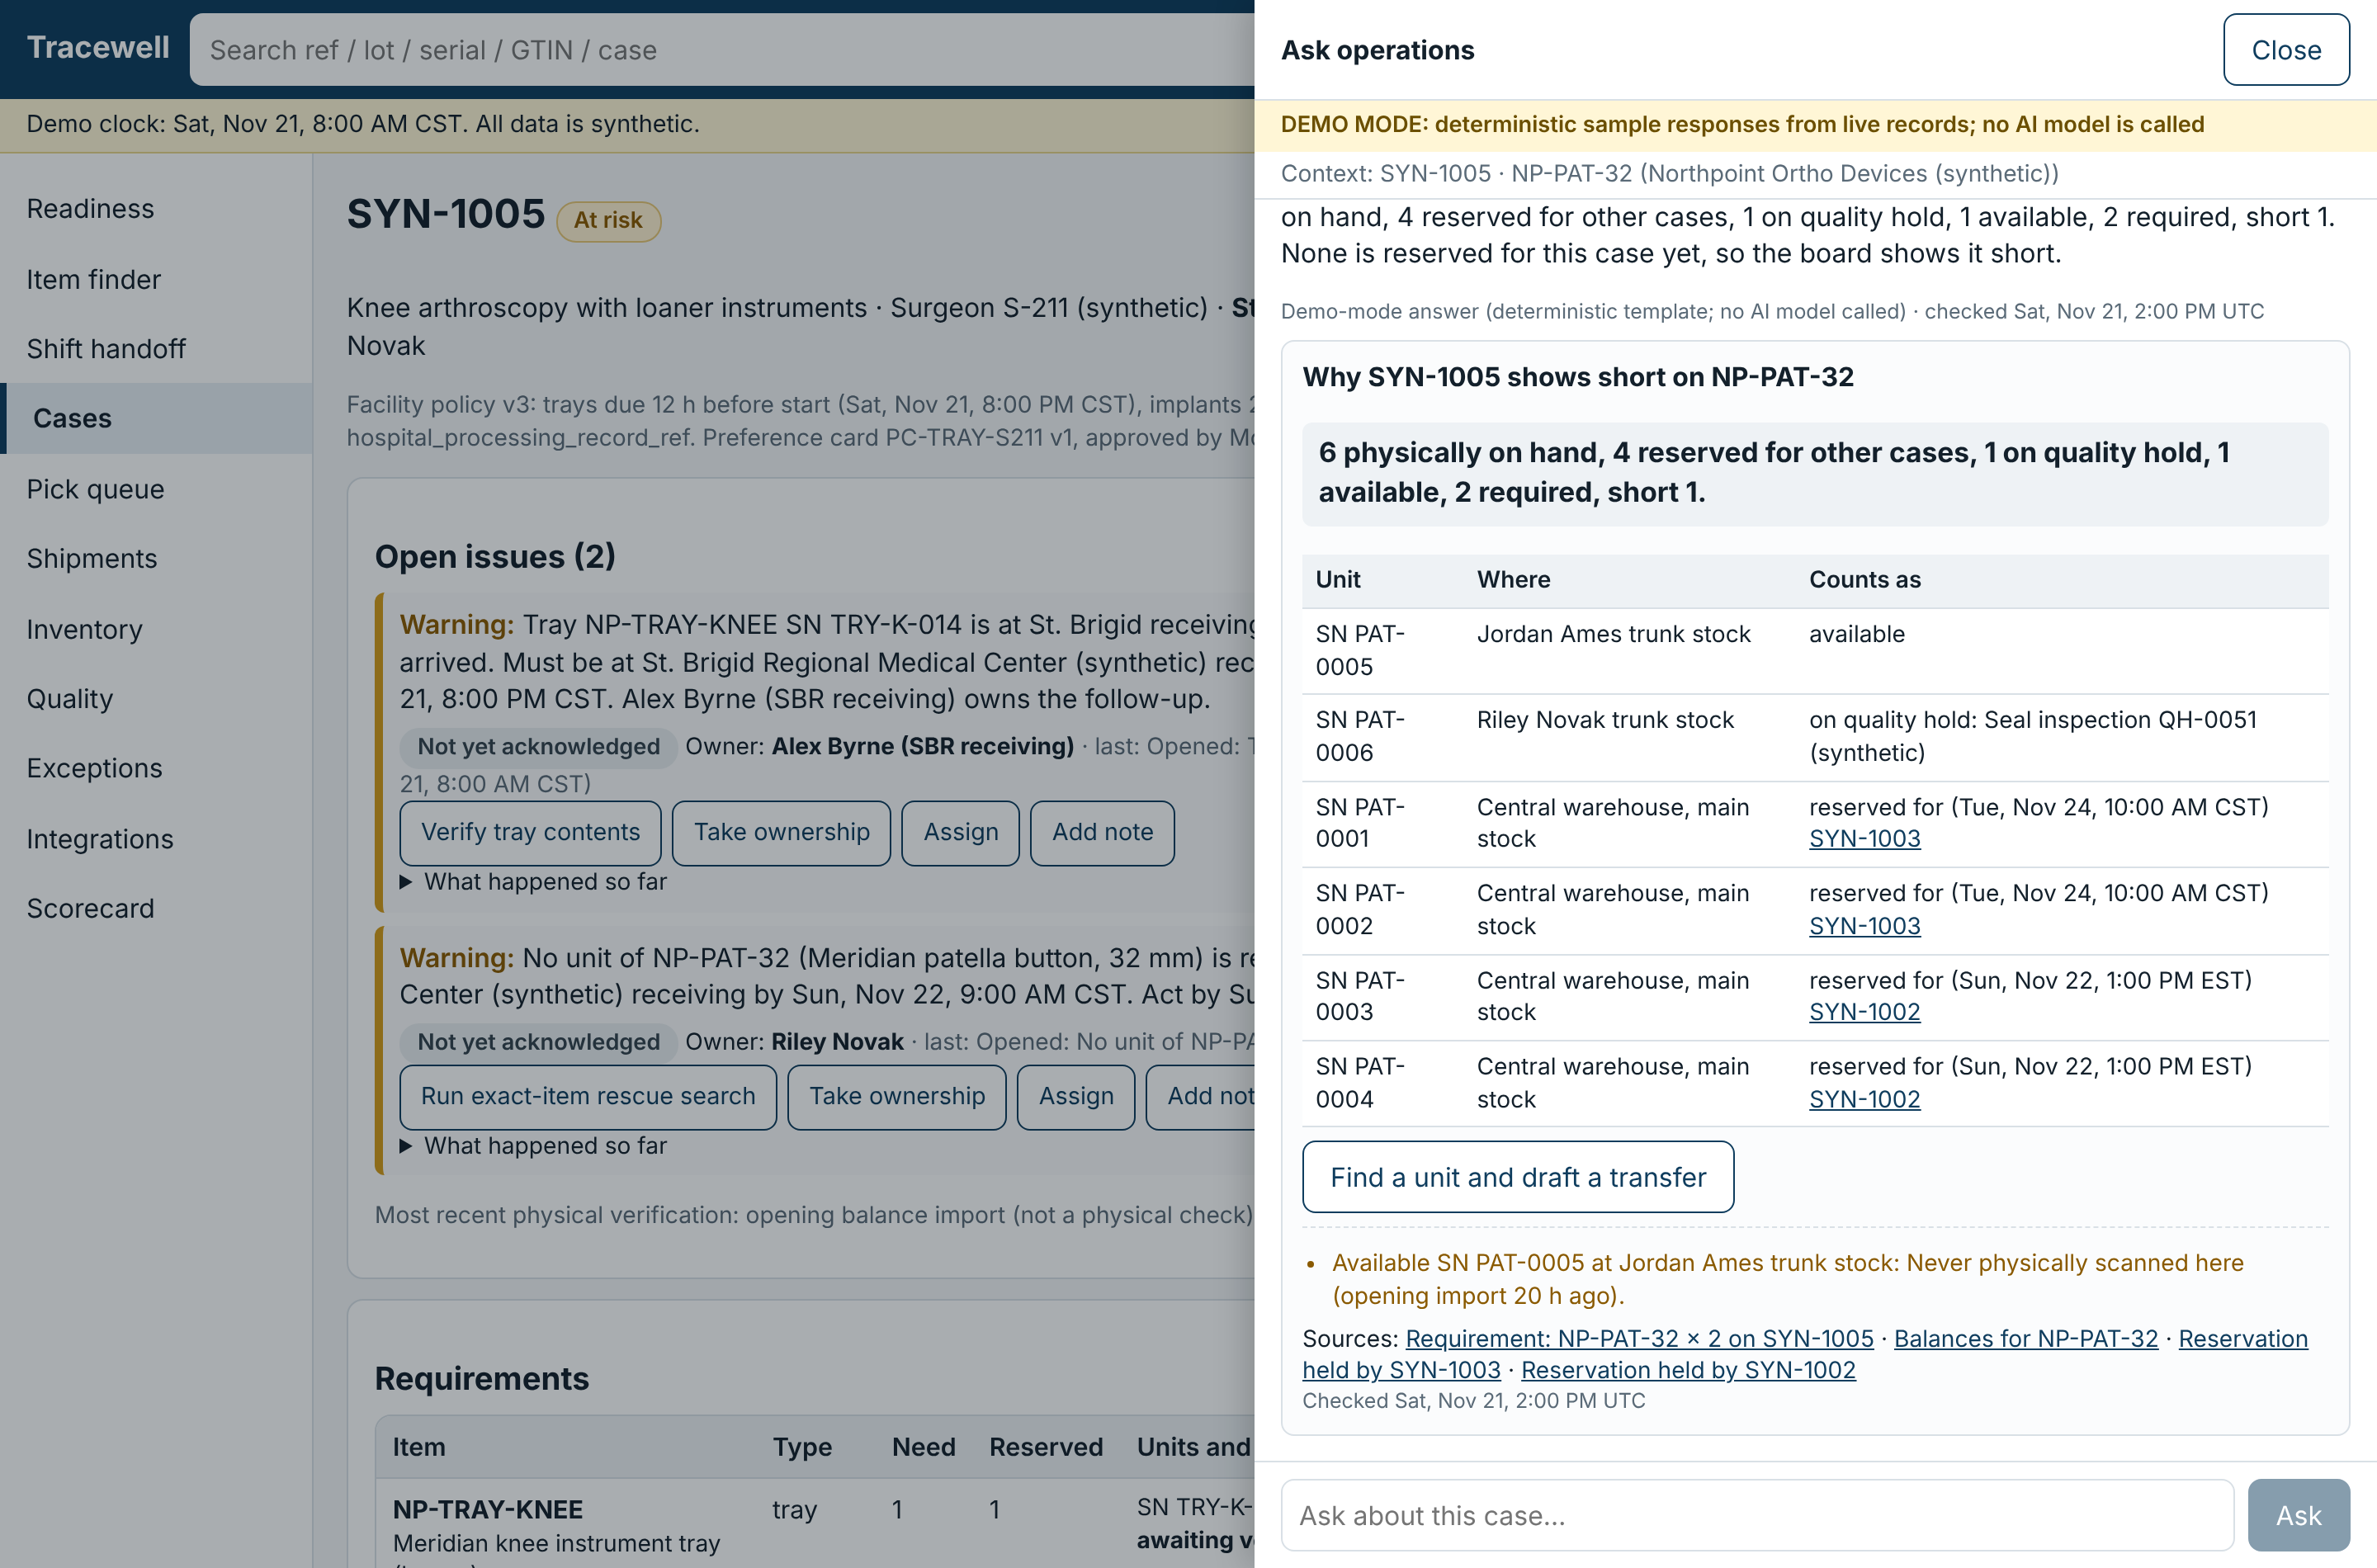 Tracewell
Search ref / lot / serial / GTIN / case
Demo clock: Sat, Nov 21, 8:00 AM CST. All data is synthetic.
Readiness
Item finder
Shift handoff
Cases
Pick queue
Shipments
Inventory
Quality
Exceptions
Integrations
Scorecard
SYN-1005 At risk
Knee arthroscopy with loaner instruments · Surgeon S-211 (synthetic) ·
Novak
Facility policy v3: trays due 12 h before start (Sat, Nov 21, 8:00 PM CST), implants
hospital_processing_record_ref. Preference card PC-TRAY-S211 v1, approved by
Open issues (2)
Warning: Tray NP-TRAY-KNEE SN TRY-K-014 is at St. Brigid receiving
arrived. Must be at St. Brigid Regional Medical Center (synthetic)
21, 8:00 PM CST. Alex Byrne (SBR receiving) owns the follow-up.
Not yet acknowledged Owner: Alex Byrne (SBR receiving) · last: Opened:
21, 8:00 AM CST)
Verify tray contents Take ownership Assign Add note
▶ What happened so far
Warning: No unit of NP-PAT-32 (Meridian patella button, 32 mm) is
Center (synthetic) receiving by Sun, Nov 22, 9:00 AM CST. Act by
Not yet acknowledged Owner: Riley Novak · last: Opened: No unit of
Run exact-item rescue search Take ownership Assign Add
▶ What happened so far
Most recent physical verification: opening balance import (not a physical check)
Requirements
Item Type Need Reserved Units and
NP-TRAY-KNEE tray 1 1 SN TRY-K-
Meridian knee instrument tray awaiting
Ask operations
Close
DEMO MODE: deterministic sample responses from live records; no AI model is called
Context: SYN-1005 · NP-PAT-32 (Northpoint Ortho Devices (synthetic))
on hand, 4 reserved for other cases, 1 on quality hold, 1 available, 2 required, short 1.
None is reserved for this case yet, so the board shows it short.
Demo-mode answer (deterministic template; no AI model called) · checked Sat, Nov 21, 2:00 PM UTC
Why SYN-1005 shows short on NP-PAT-32
6 physically on hand, 4 reserved for other cases, 1 on quality hold, 1
available, 2 required, short 1.
Unit Where Counts as
SN PAT- Jordan Ames trunk stock available
0005
SN PAT- Riley Novak trunk stock on quality hold: Seal inspection QH-0051
0006 (synthetic)
SN PAT- Central warehouse, main reserved for (Tue, Nov 24, 10:00 AM CST)
0001 stock SYN-1003
SN PAT- Central warehouse, main reserved for (Tue, Nov 24, 10:00 AM CST)
0002 stock SYN-1003
SN PAT- Central warehouse, main reserved for (Sun, Nov 22, 1:00 PM EST)
0003 stock SYN-1002
SN PAT- Central warehouse, main reserved for (Sun, Nov 22, 1:00 PM EST)
0004 stock SYN-1002
Find a unit and draft a transfer
• Available SN PAT-0005 at Jordan Ames trunk stock: Never physically scanned here
(opening import 20 h ago).
Sources: Requirement: NP-PAT-32 × 2 on SYN-1005 · Balances for NP-PAT-32 · Reservation
held by SYN-1003 · Reservation held by SYN-1002
Checked Sat, Nov 21, 2:00 PM UTC
Ask about this case...
Ask